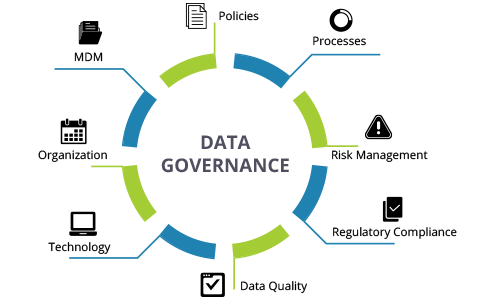 Policies
Processes
MDM
Organization
DATA
GOVERNANCE
Risk Management
Regulatory Compliance
Technology
Data Quality